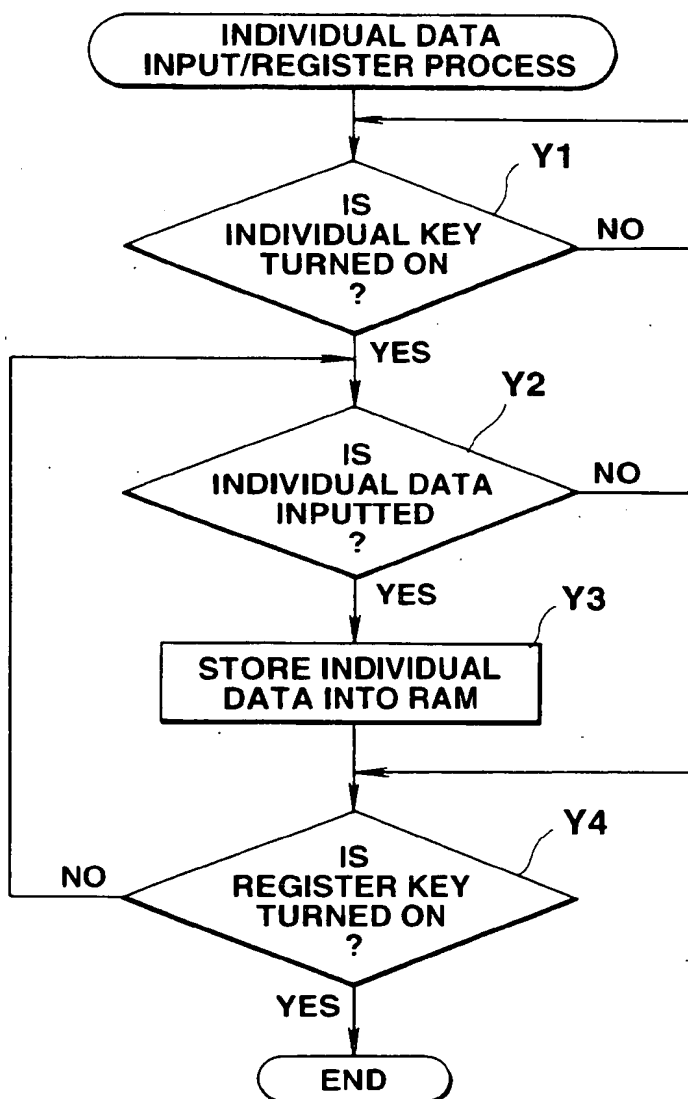 INDIVIDUAL DATA
INPUT/REGISTER PROCESS
Y1
IS
INDIVIDUAL KEY
TURNED ON
?
NO
YES
Y2
IS
INDIVIDUAL DATA
INPUTTED
?
NO
YES
Y3
STORE INDIVIDUAL
DATA INTO RAM
Y4
IS
REGISTER KEY
TURNED ON
?
NO
YES
END